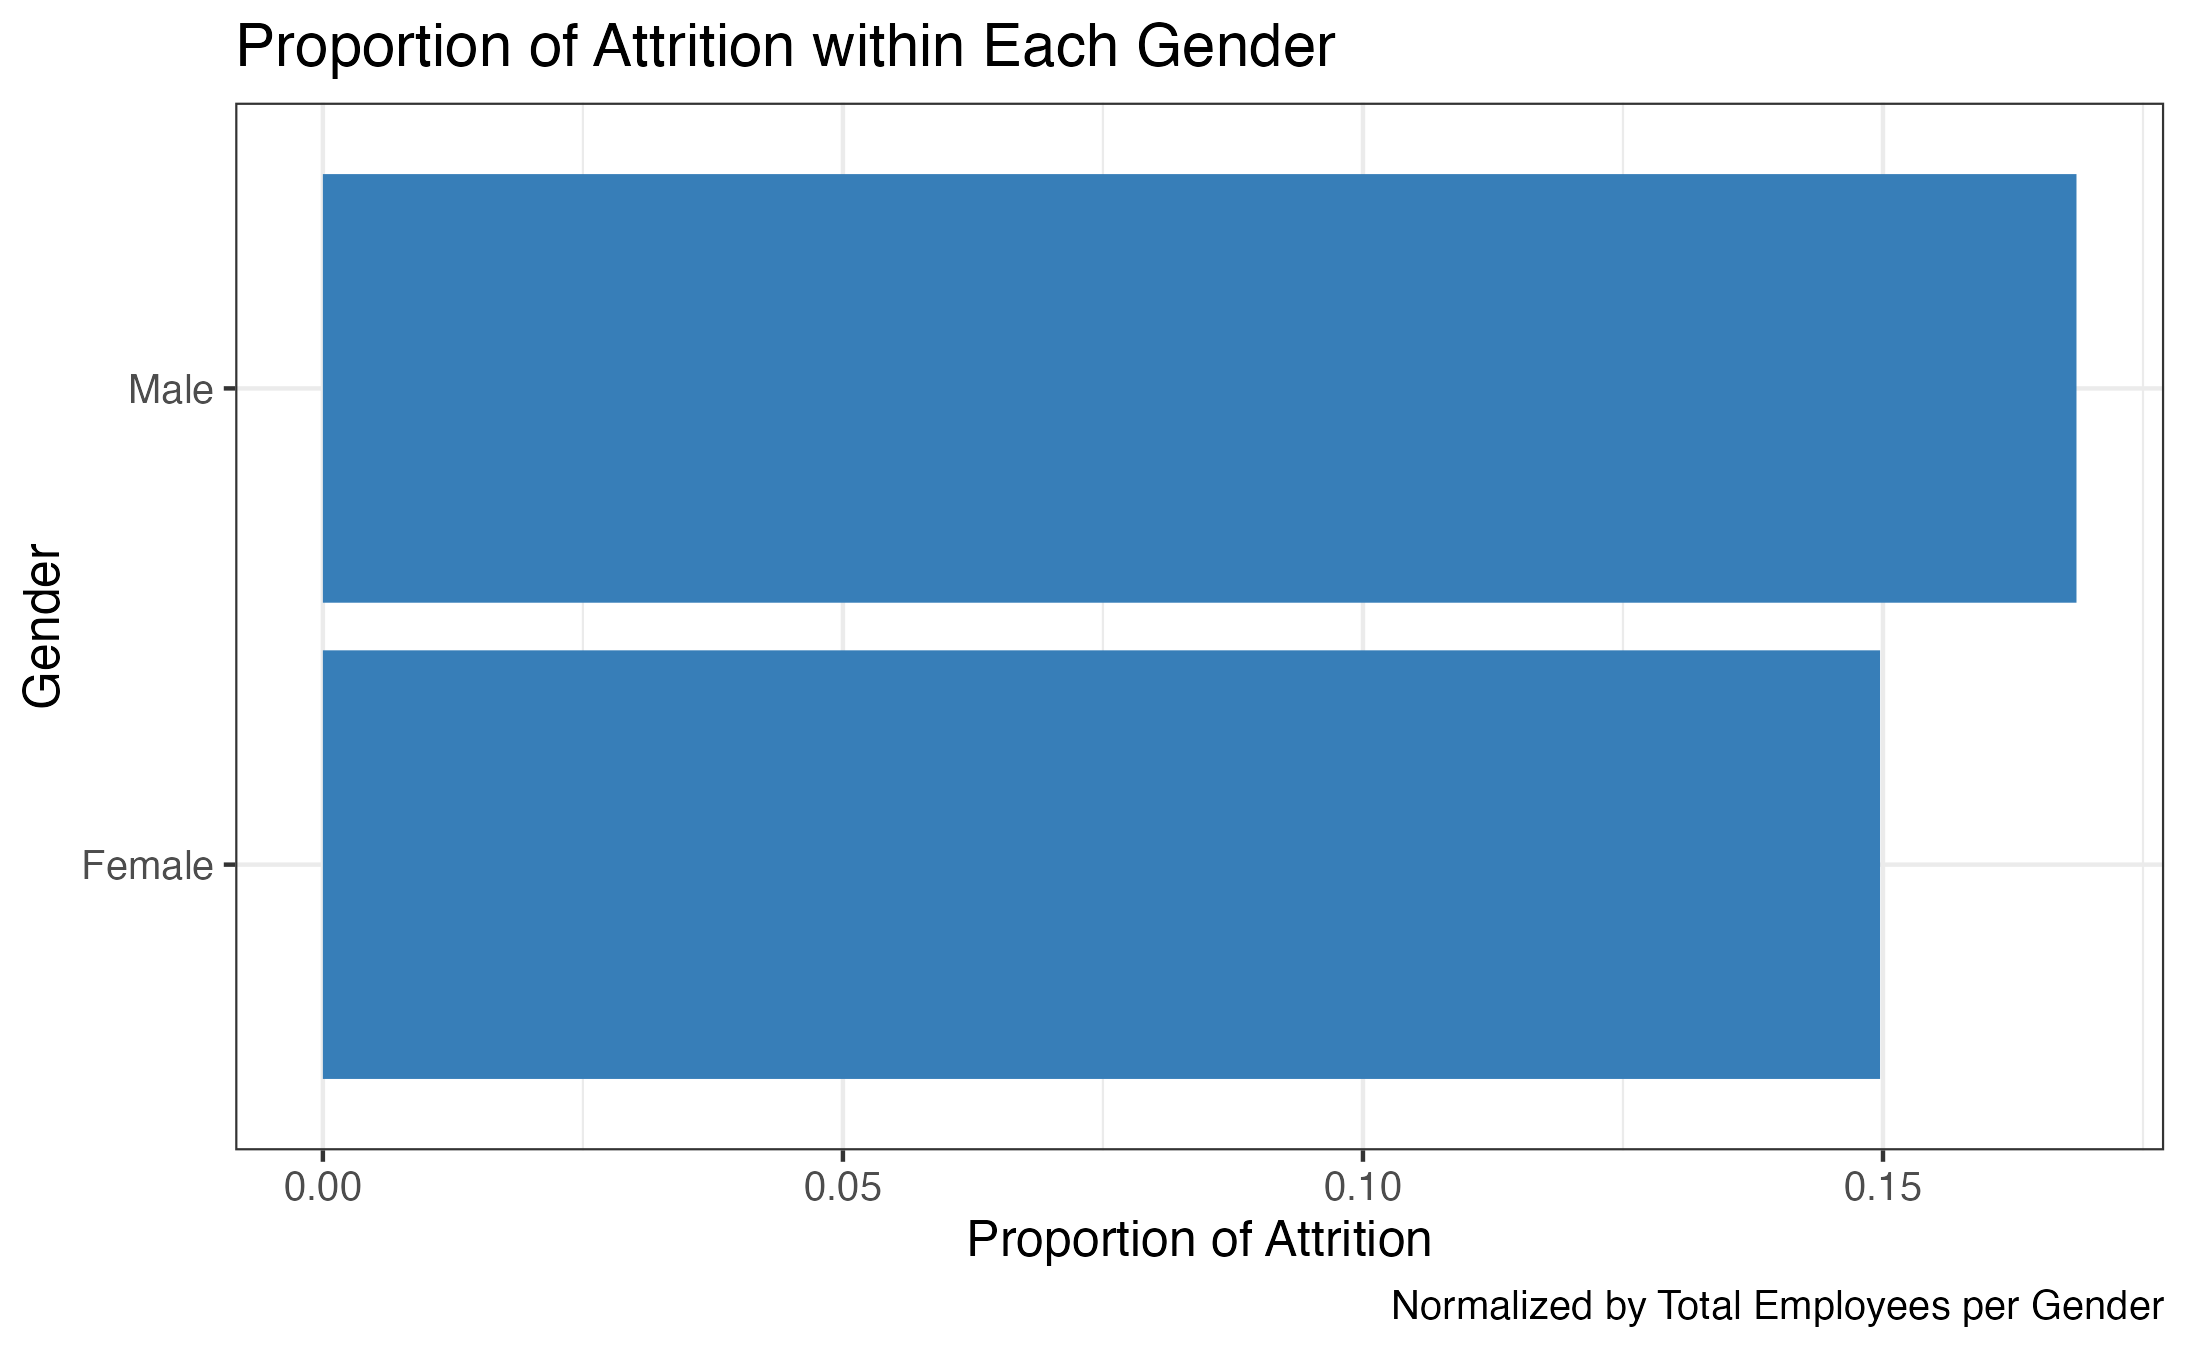 Proportion of Attrition within Each Gender
Gender
Male
Female
0.00 0.05 0.10 0.15
Proportion of Attrition
Normalized by Total Employees per Gender